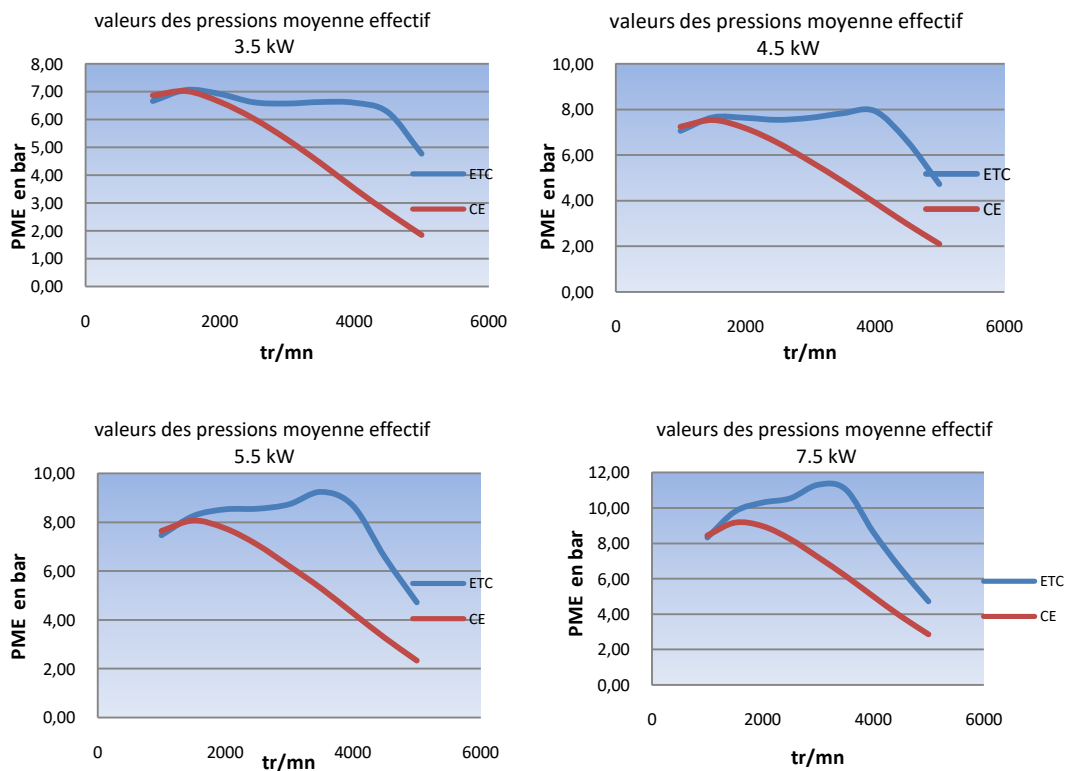 valeurs des pressions moyenne effectif
3.5 kW
8,00
7,00
6,00
5,00
4,00
3,00
2,00
1,00
0,00
PME en bar
ETC
CE
0
2000
4000
6000
tr/mn
valeurs des pressions moyenne effectif
4.5 kW
10,00
8,00
6,00
4,00
2,00
0,00
PME en bar
ETC
CE
0
2000
4000
6000
tr/mn
valeurs des pressions moyenne effectif
5.5 kW
10,00
8,00
6,00
4,00
2,00
0,00
PME en bar
ETC
CE
0
2000
4000
6000
tr/mn
valeurs des pressions moyenne effectif
7.5 kW
12,00
10,00
8,00
6,00
4,00
2,00
0,00
PME en bar
ETC
CE
0
2000
4000
6000
tr/mn